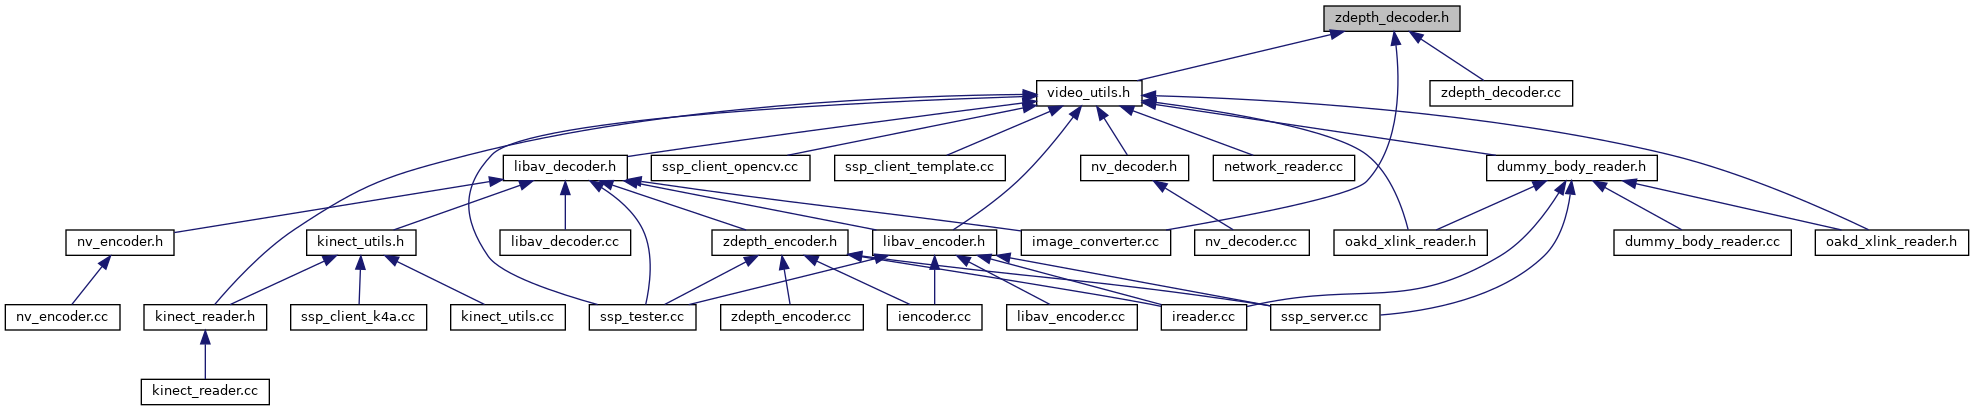 zdepth_decoder.h
video_utils.h
zdepth_decoder.cc
libav_decoder.h
ssp_client_opencv.cc
ssp_client_template.cc
nv_decoder.h
network_reader.cc
dummy_body_reader.h
nv_encoder.h
kinect_utils.h
libav_decoder.cc
zdepth_encoder.h
libav_encoder.h
image_converter.cc
nv_decoder.cc
oakd_xlink_reader.h
dummy_body_reader.cc
oakd_xlink_reader.h
nv_encoder.cc
kinect_reader.h
ssp_client_k4a.cc
kinect_utils.cc
ssp_tester.cc
zdepth_encoder.cc
iencoder.cc
libav_encoder.cc
ireader.cc
ssp_server.cc
kinect_reader.cc